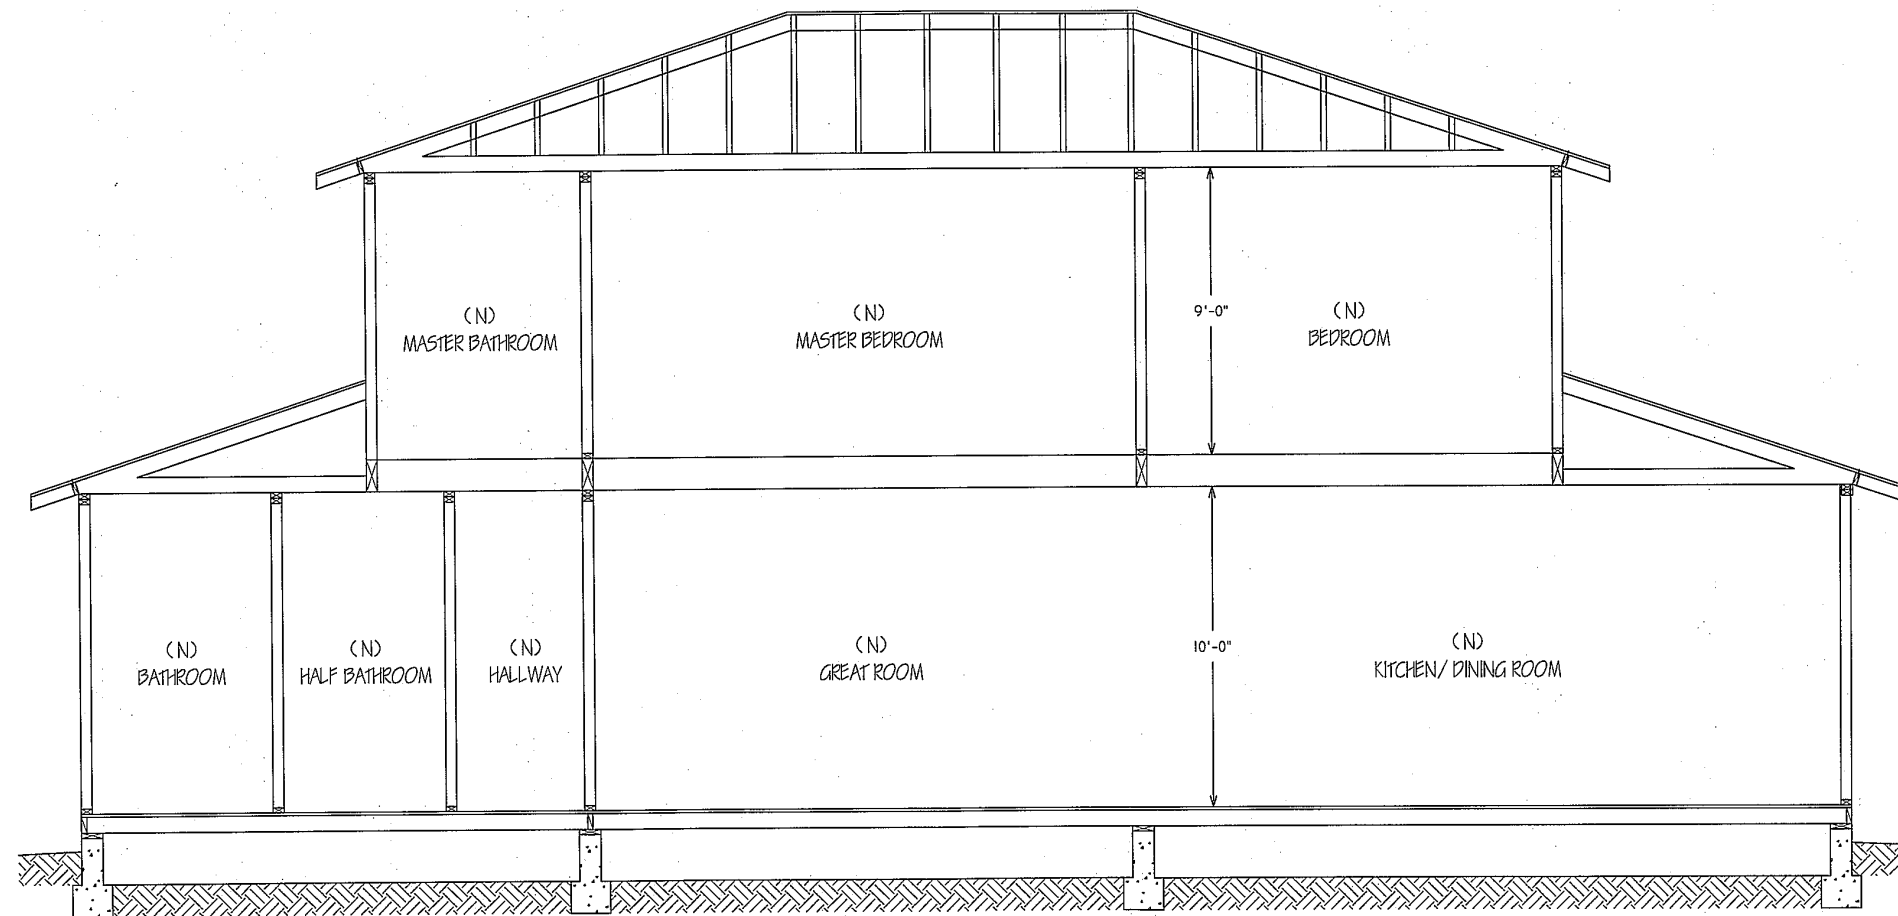 (N)
MASTER BATHROOM
(N)
MASTER BEDROOM
9'-0"
(N)
BEDROOM
(N)
BATHROOM
(N)
HALF BATHROOM
(N)
HALLWAY
(N)
GREAT ROOM
10'-0"
(N)
KITCHEN/ DINING ROOM